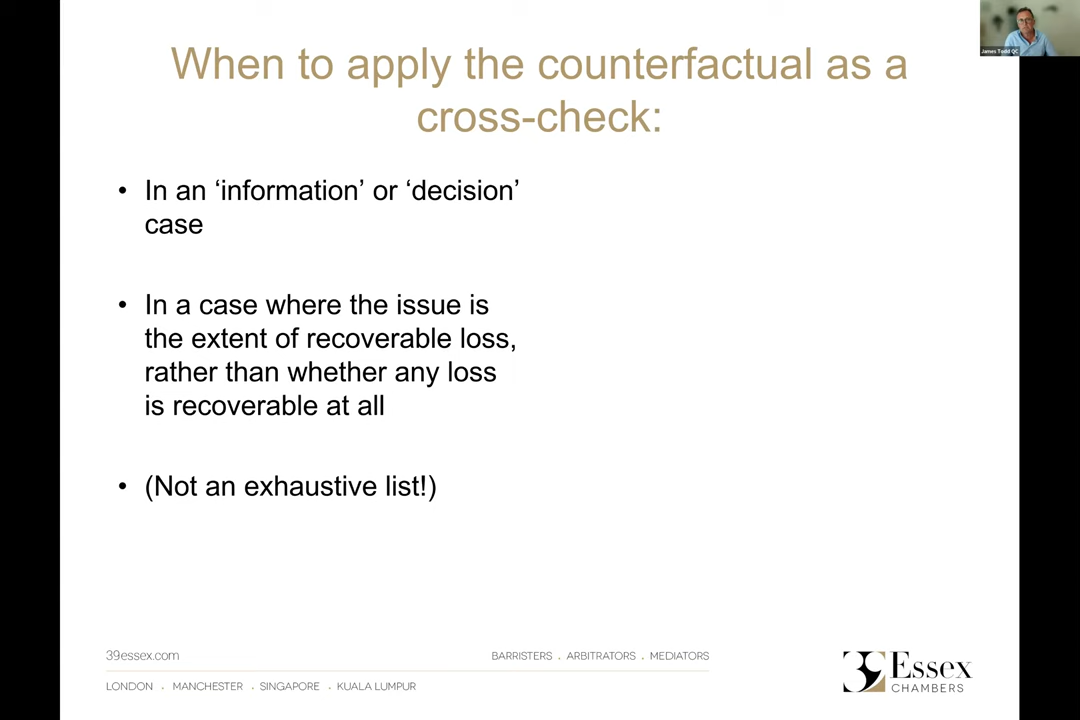 James Todd QC
When to apply the counterfactual as a
cross-check:
• In an ‘information’ or ‘decision’
case
• In a case where the issue is
the extent of recoverable loss,
rather than whether any loss
is recoverable at all
• (Not an exhaustive list!)
39essex.com
BARRISTERS . ARBITRATORS . MEDIATORS
LONDON . MANCHESTER . SINGAPORE . KUALA LUMPUR
39 Essex
CHAMBERS